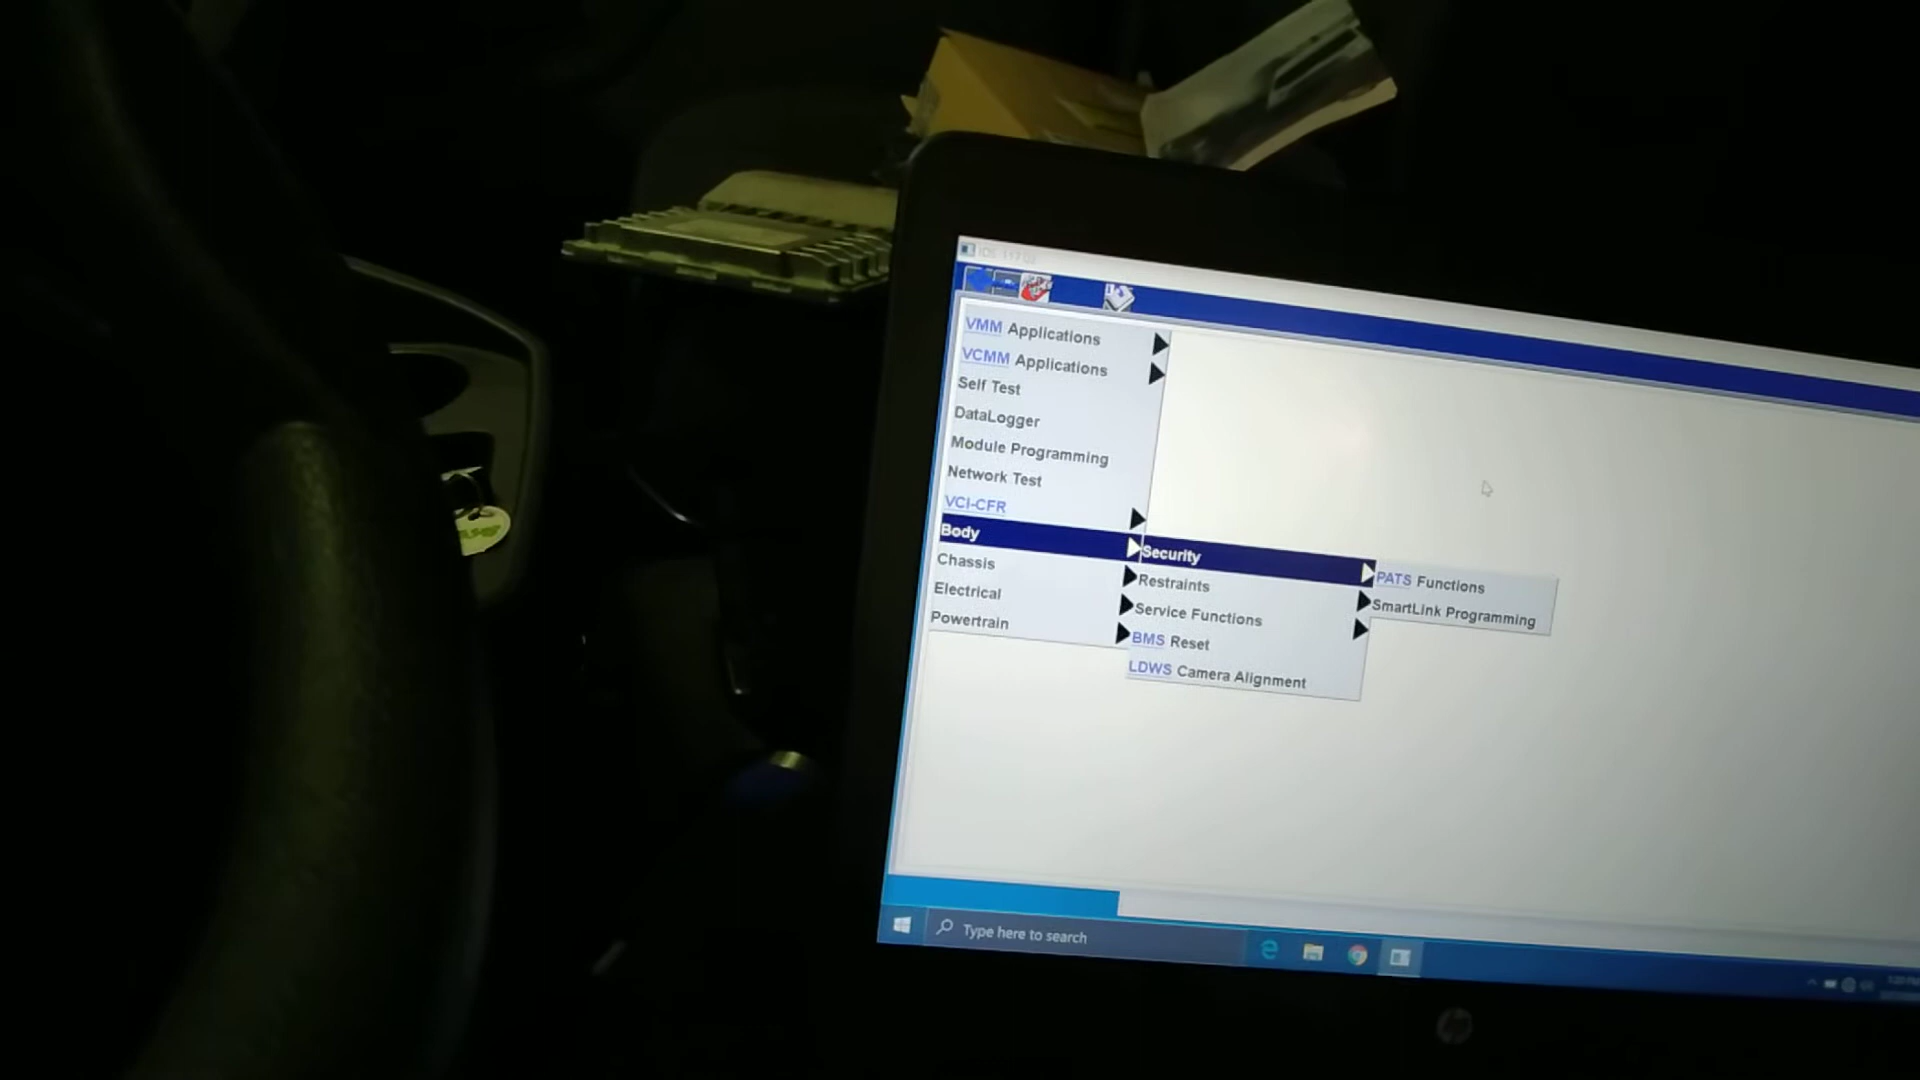 VMM Applications
VCMM Applications
Self Test
DataLogger
Module Programming
Network Test
VCI-CFR
Body
Chassis
Electrical
Powertrain
Security
Restraints
Service Functions
BMS Reset
LDWS Camera Alignment
PATS Functions
SmartLink Programming
Type here to search
hp